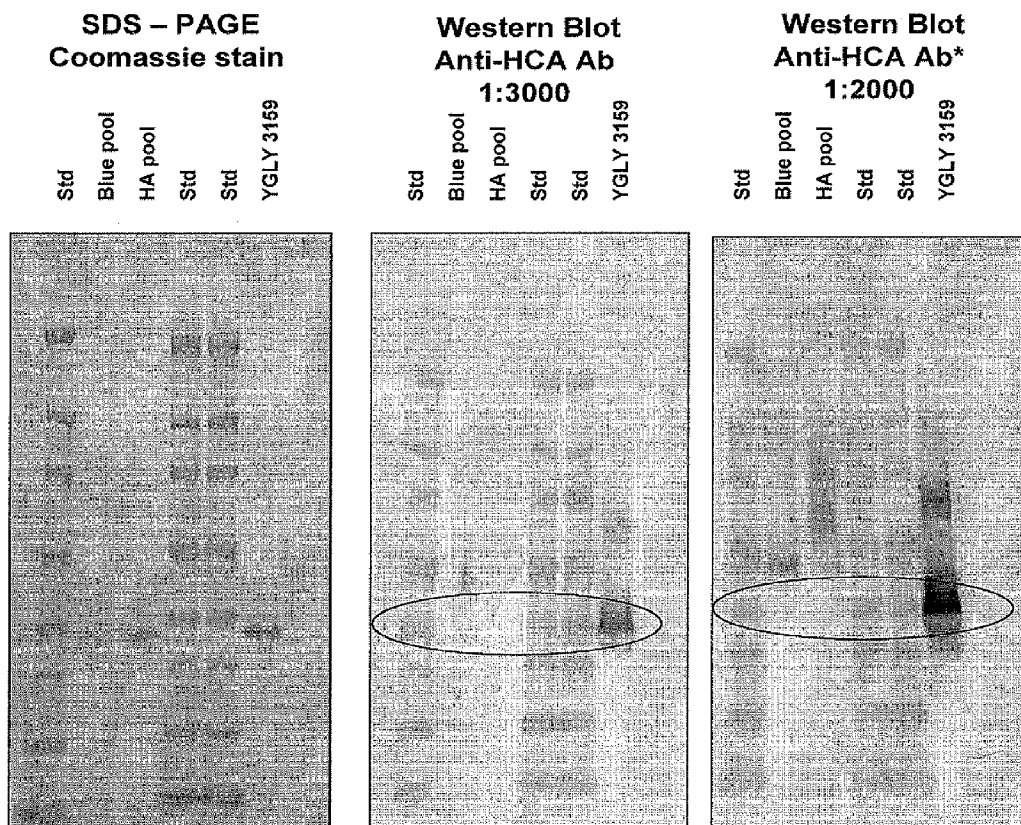 SDS – PAGE
Coomassie stain
Std
Blue pool
HA pool
Std
Std
YGLY 3159
Western Blot
Anti-HCA Ab
1:3000
Std
Blue pool
HA pool
Std
Std
YGLY 3159
Western Blot
Anti-HCA Ab*
1:2000
Std
Blue pool
HA pool
Std
Std
YGLY 3159